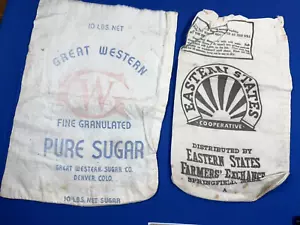 10 LBS. NET
GREAT WESTERN
GW
FINE GRANULATED
PURE SUGAR
GREAT WESTERN SUGAR CO.
DENVER, COLO.
10 LBS. NET SUGAR
EASTERN STATES
COOPERATIVE
DISTRIBUTED BY
EASTERN STATES
FARMERS' EXCHANGE
SPRINGFIELD,
A